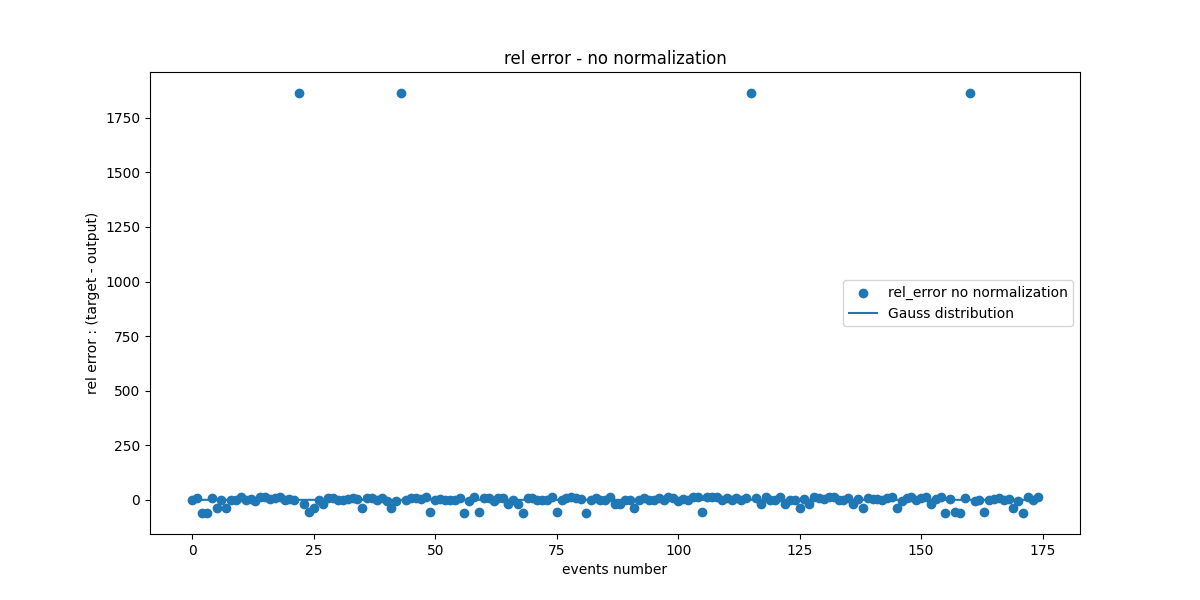 rel error - no normalization
rel error : (target - output)
1750
1500
1250
1000
750
500
250
0
rel_error no normalization
Gauss distribution
0 25 50 75 100 125 150 175
events number